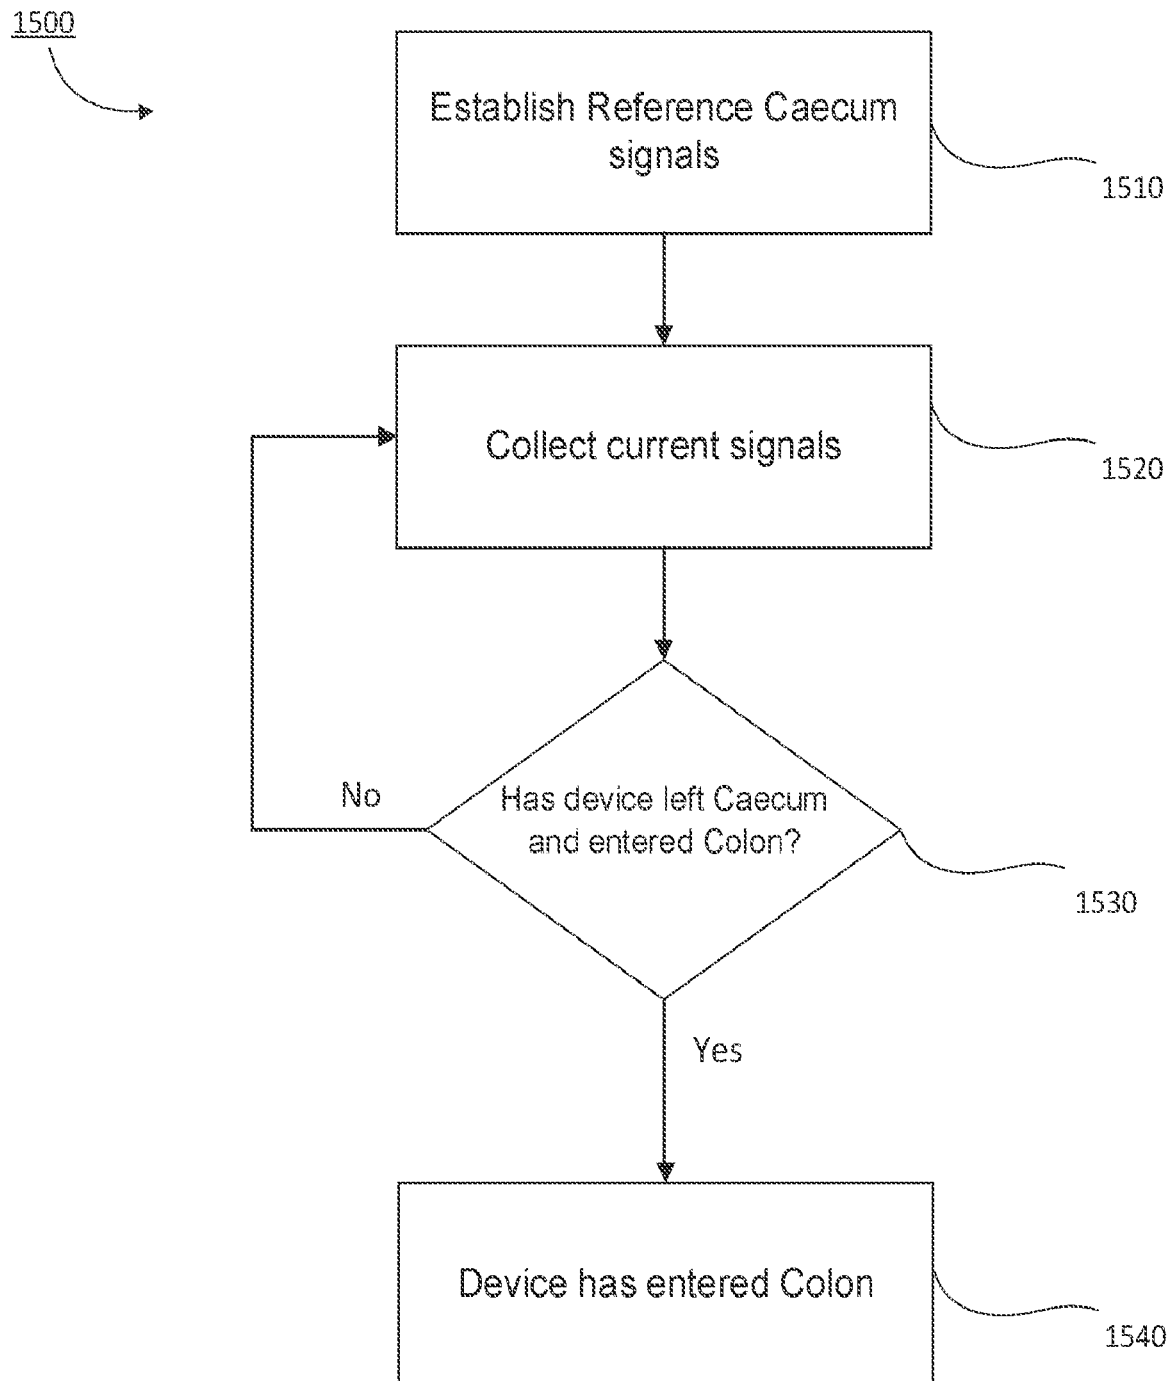 1500
Establish Reference Caecum
signals
1510
Collect current signals
1520
No
Has device left Caecum
and entered Colon?
1530
Yes
Device has entered Colon
1540